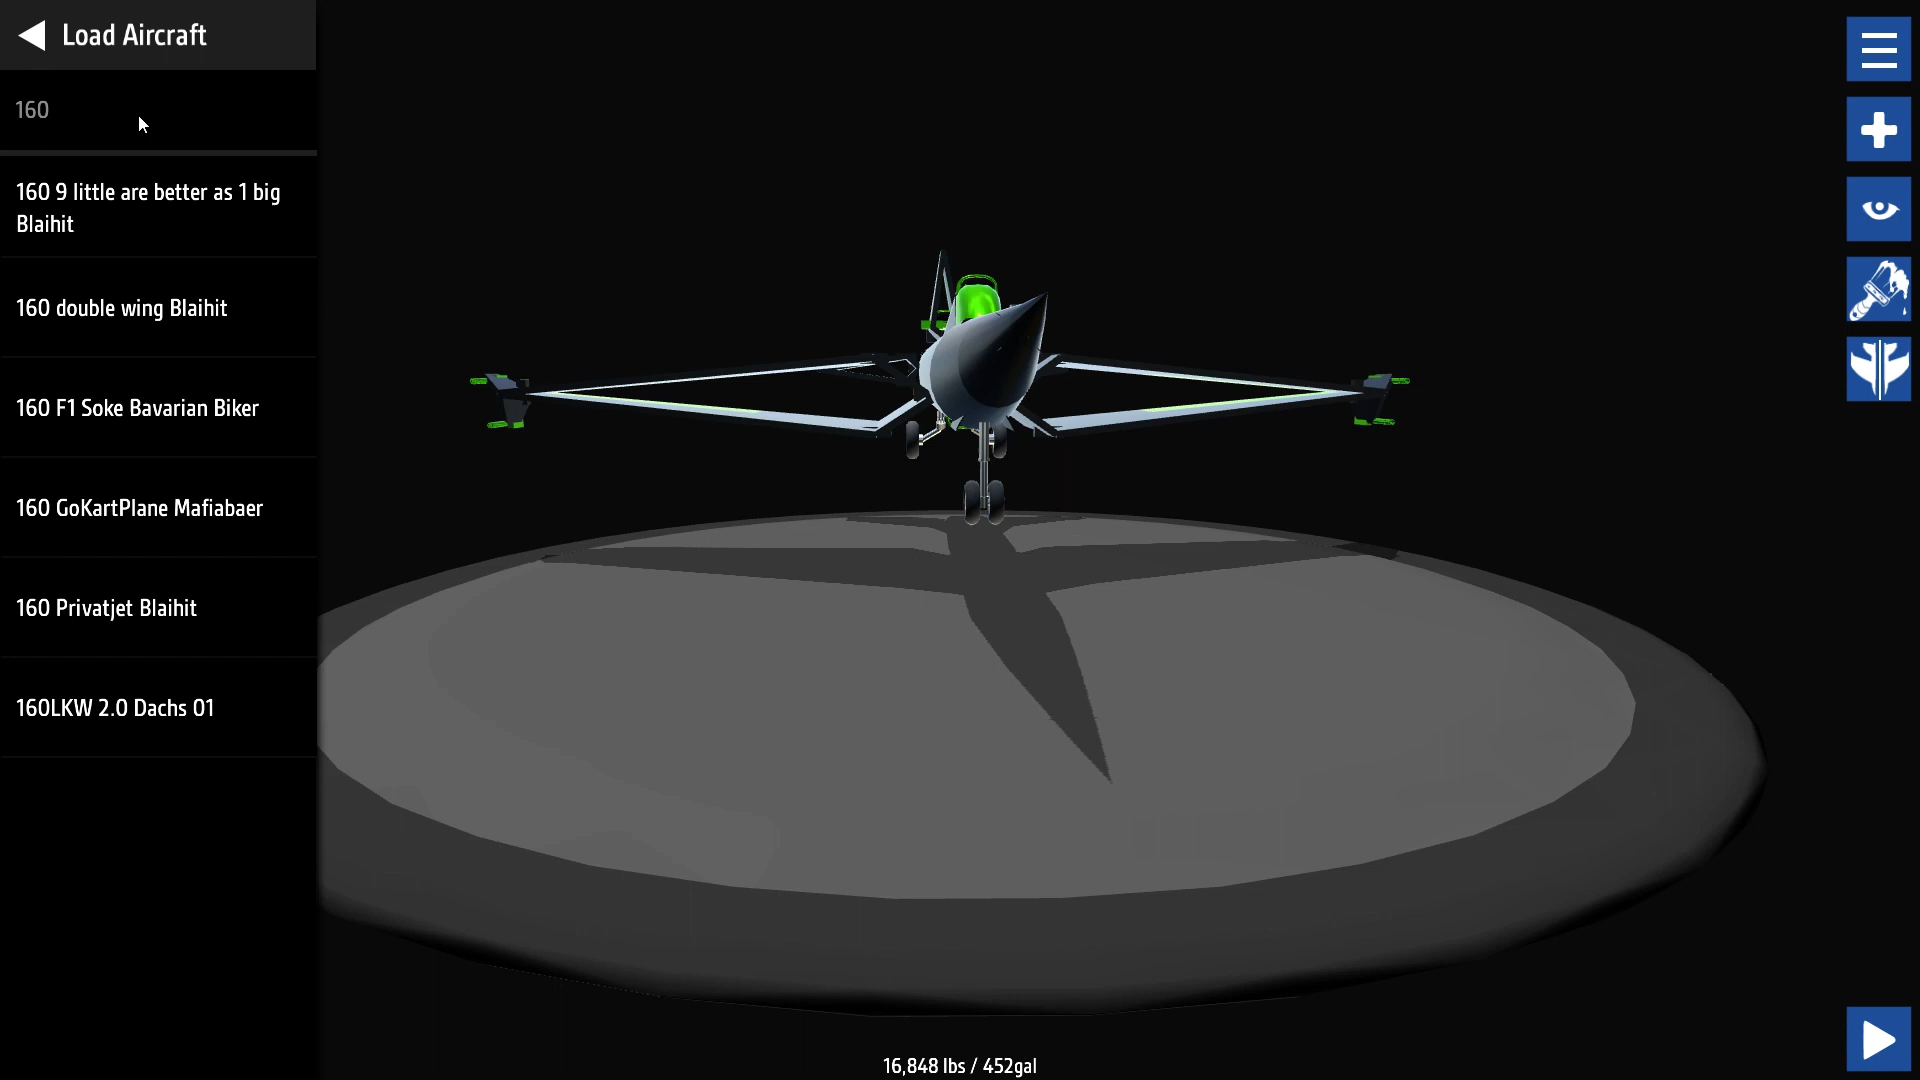 Load Aircraft
160
160 9 little are better as 1 big
Blaihit
160 double wing Blaihit
160 F1 Soke Bavarian Biker
160 GoKartPlane Mafiabaer
160 Privatjet Blaihit
160LKW 2.0 Dachs 01
16,848 lbs / 452gal